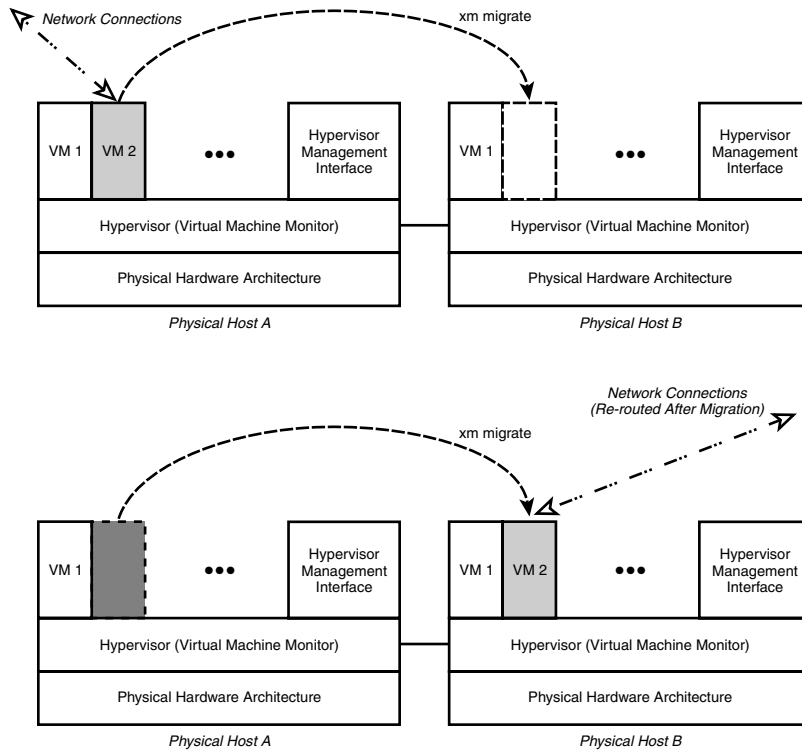 Network Connections
xm migrate
VM 1
VM 2
Hypervisor
Management
Interface
VM 1
Hypervisor
Management
Interface
Hypervisor (Virtual Machine Monitor)
Hypervisor (Virtual Machine Monitor)
Physical Hardware Architecture
Physical Hardware Architecture
Physical Host A
Physical Host B
Network Connections
(Re-routed After Migration)
xm migrate
VM 1
Hypervisor
Management
Interface
VM 1
VM 2
Hypervisor
Management
Interface
Hypervisor (Virtual Machine Monitor)
Hypervisor (Virtual Machine Monitor)
Physical Hardware Architecture
Physical Hardware Architecture
Physical Host A
Physical Host B